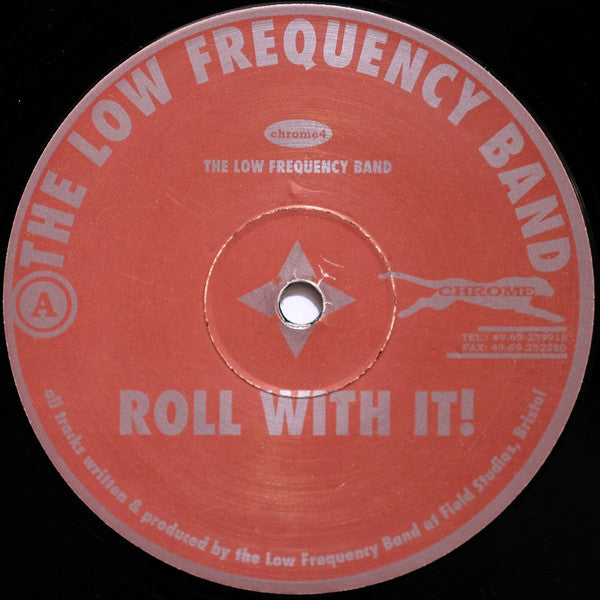 THE LOW FREQUENCY BAND
chrome4
THE LOW FREQUENCY BAND
A
CHROME
TEL: 49-69-239918
FAX: 49-69-252280
ROLL WITH IT!
all tracks written & produced by the Low Frequency Band at Field Studios, Bristol